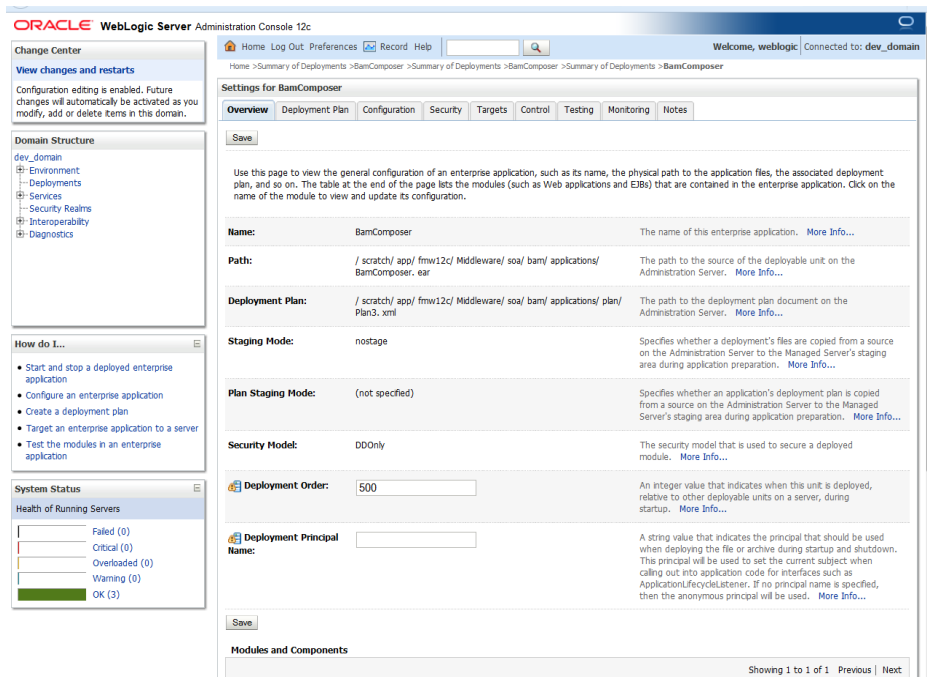 ORACLE WebLogic Server Administration Console 12c
Change Center
View changes and restarts
Configuration editing is enabled. Future
changes will automatically be activated as you
modify, add or delete items in this domain.
Domain Structure
dev_domain
Environment
Deployments
Services
Security Realms
Interoperability
Diagnostics
How do I...
Start and stop a deployed enterprise
application
Configure an enterprise application
Create a deployment plan
Target an enterprise application to a server
Test the modules in an enterprise
application
System Status
Health of Running Servers
Failed (0)
Critical (0)
Overloaded (0)
Warning (0)
OK (3)
Home Log Out Preferences Record Help
Welcome, weblogic Connected to: dev_domain
Home >Summary of Deployments >BamComposer >Summary of Deployments >BamComposer >Summary of Deployments >BamComposer
Settings for BamComposer
Overview Deployment Plan Configuration Security Targets Control Testing Monitoring Notes
Save
Use this page to view the general configuration of an enterprise application, such as its name, the physical path to the application files, the associated deployment
plan, and so on. The table at the end of the page lists the modules (such as Web applications and EJBs) that are contained in the enterprise application. Click on the
name of the module to view and update its configuration.
Name: BamComposer The name of this enterprise application. More Info...
Path: / scratch/ app/ fmw12c/ Middleware/ soa/ bam/ applications/ The path to the source of the deployable unit on the
BamComposer. ear Administration Server. More Info...
Deployment Plan: / scratch/ app/ fmw12c/ Middleware/ soa/ bam/ applications/ plan/ The path to the deployment plan document on the
Plan3. xml Administration Server. More Info...
Staging Mode: nostage Specifies whether a deployment's files are copied from a source
on the Administration Server to the Managed Server's staging
area during application preparation. More Info...
Plan Staging Mode: (not specified) Specifies whether an application's deployment plan is copied
from a source on the Administration Server to the Managed
Server's staging area during application preparation. More Info...
Security Model: DDOnly The security model that is used to secure a deployed
module. More Info...
Deployment Order: 500 An integer value that indicates when this unit is deployed,
relative to other deployable units on a server, during
startup. More Info...
Deployment Principal A string value that indicates the principal that should be used
Name: when deploying the file or archive during startup and shutdown.
This principal will be used to set the current subject when
calling out into application code for interfaces such as
ApplicationLifecycleListener. If no principal name is specified,
then the anonymous principal will be used. More Info...
Save
Modules and Components
Showing 1 to 1 of 1 Previous | Next